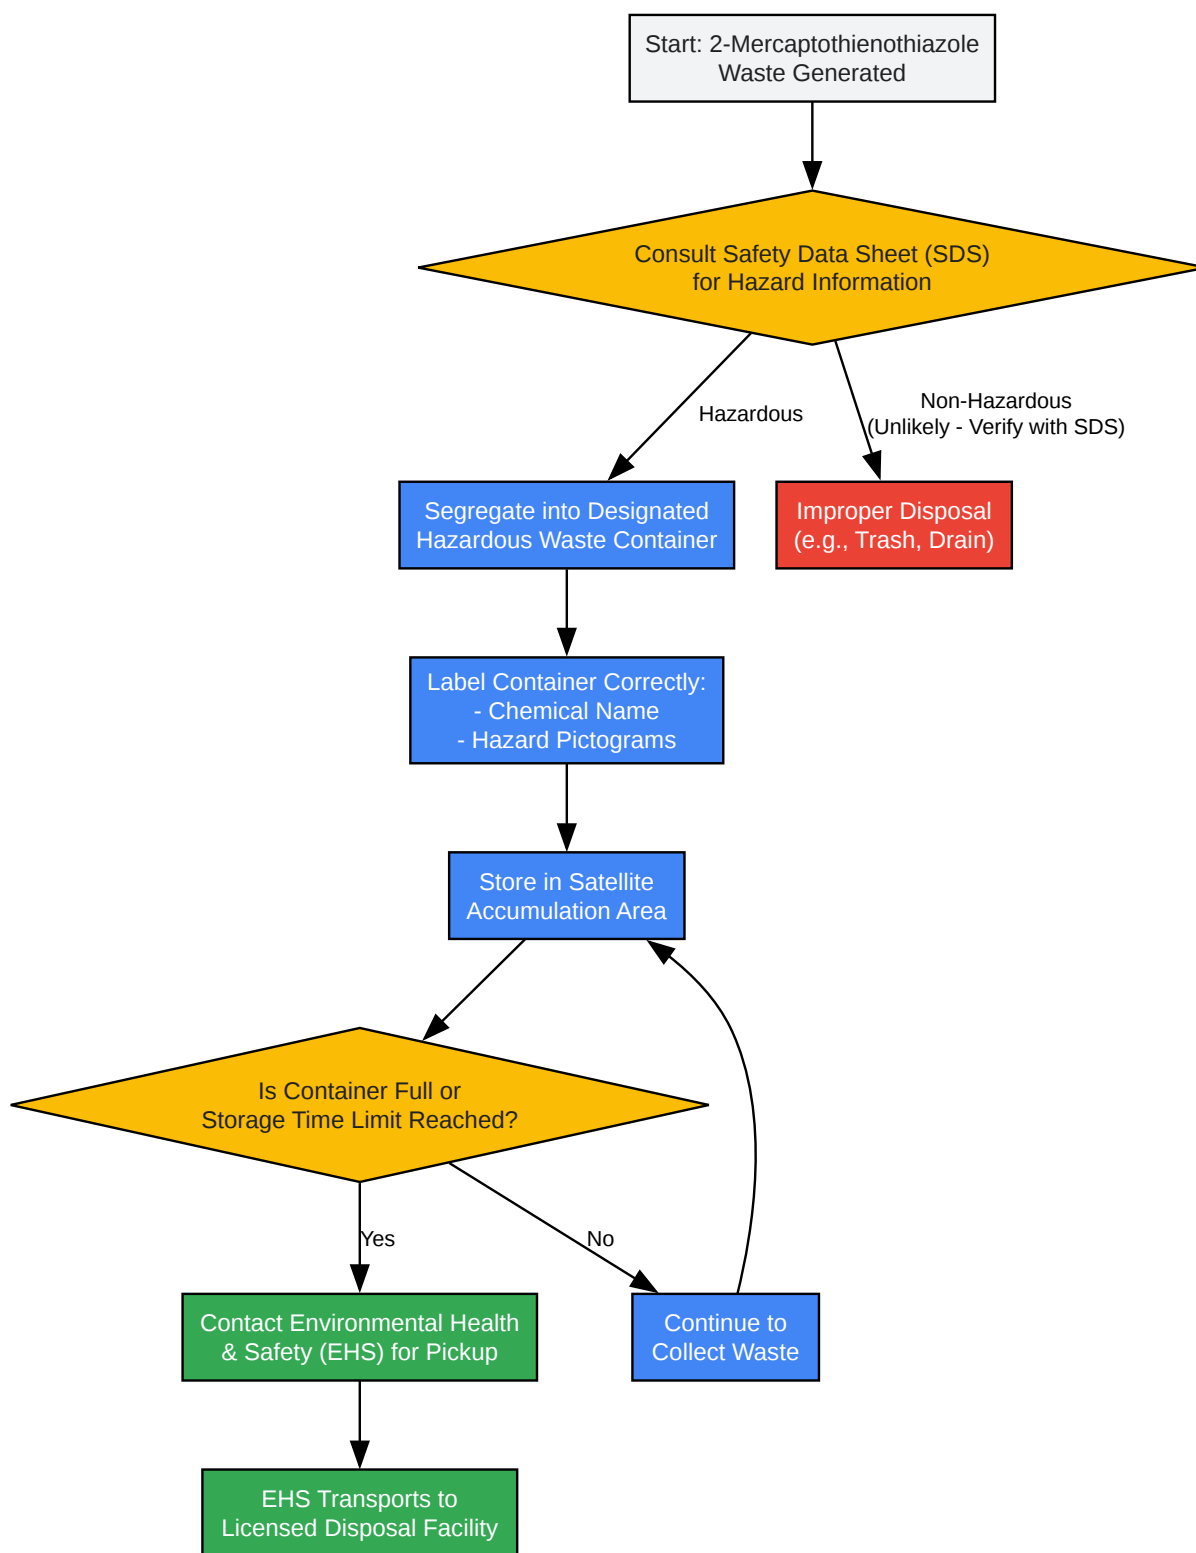 Start: 2-Mercaptothienothiazole
Waste Generated
Consult Safety Data Sheet (SDS)
for Hazard Information
Hazardous
Non-Hazardous
(Unlikely - Verify with SDS)
Segregate into Designated
Hazardous Waste Container
Improper Disposal
(e.g., Trash, Drain)
Label Container Correctly:
- Chemical Name
- Hazard Pictograms
Store in Satellite
Accumulation Area
Is Container Full or
Storage Time Limit Reached?
Yes
No
Contact Environmental Health
& Safety (EHS) for Pickup
Continue to
Collect Waste
EHS Transports to
Licensed Disposal Facility